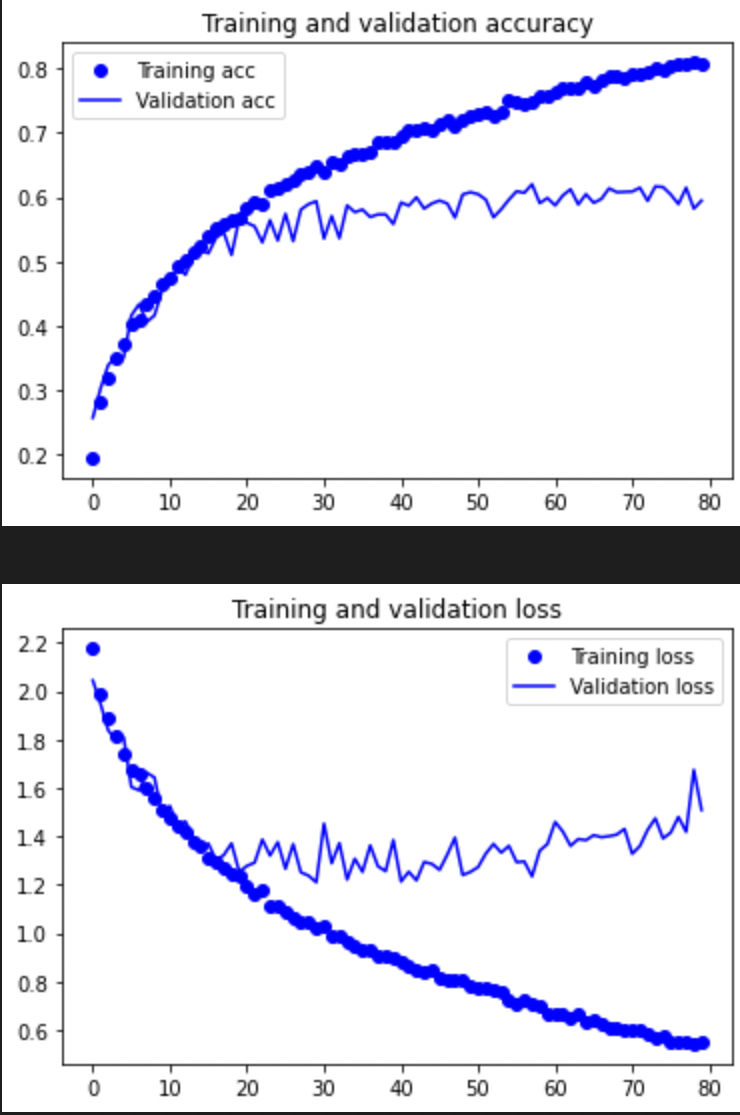 Training and validation accuracy
Training acc
Validation acc
0.8
0.7
0.6
0.5
0.4
0.3
0.2
0 10 20 30 40 50 60 70 80
Training and validation loss
Training loss
Validation loss
2.2
2.0
1.8
1.6
1.4
1.2
1.0
0.8
0.6
0 10 20 30 40 50 60 70 80